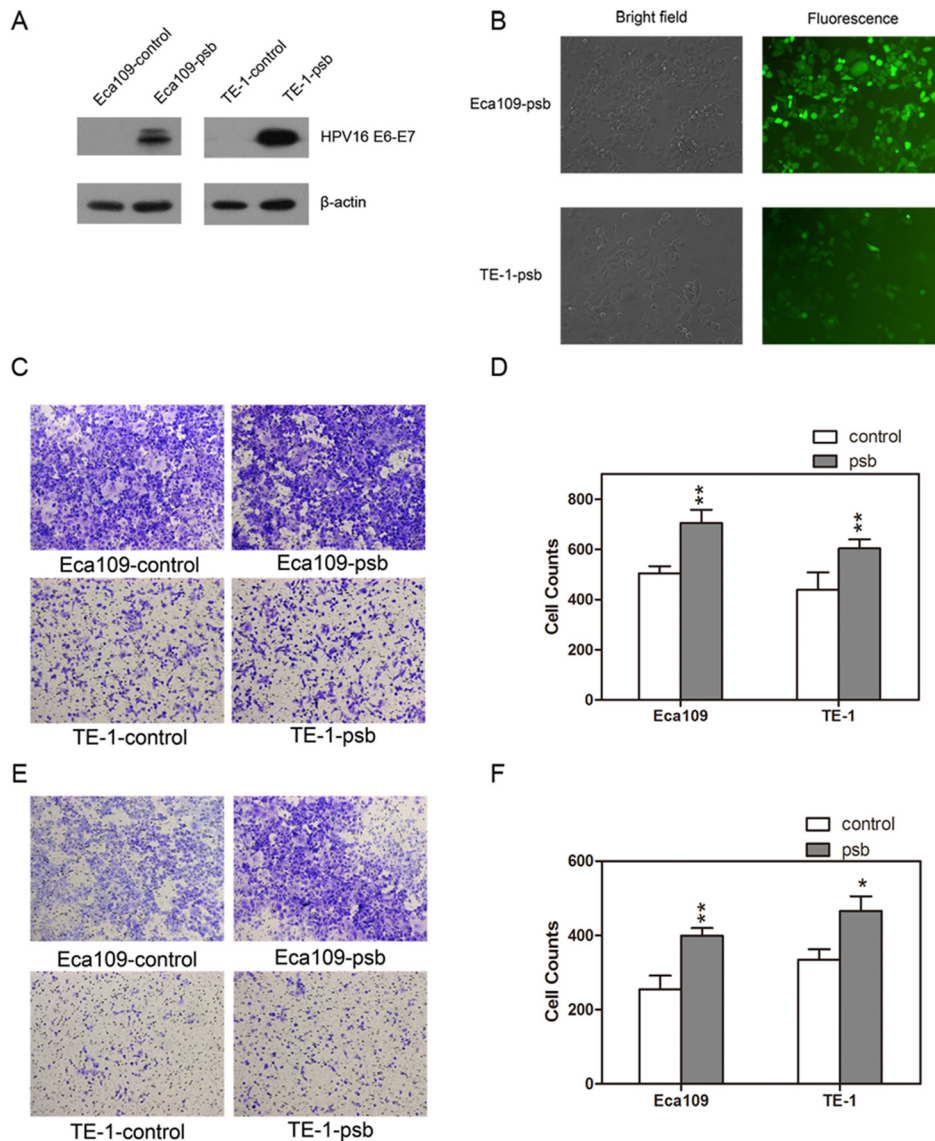 A
Eca109-control
Eca109-psb
TE-1-control
TE-1-psb
HPV16 E6-E7
β-actin
B
Bright field
Fluorescence
Eca109-psb
TE-1-psb
C
Eca109-control
Eca109-psb
TE-1-control
TE-1-psb
D
control
psb
Cell Counts
800
600
400
200
0
**
**
Eca109
TE-1
E
Eca109-control
Eca109-psb
TE-1-control
TE-1-psb
F
control
psb
Cell Counts
600
400
200
0
**
*
Eca109
TE-1